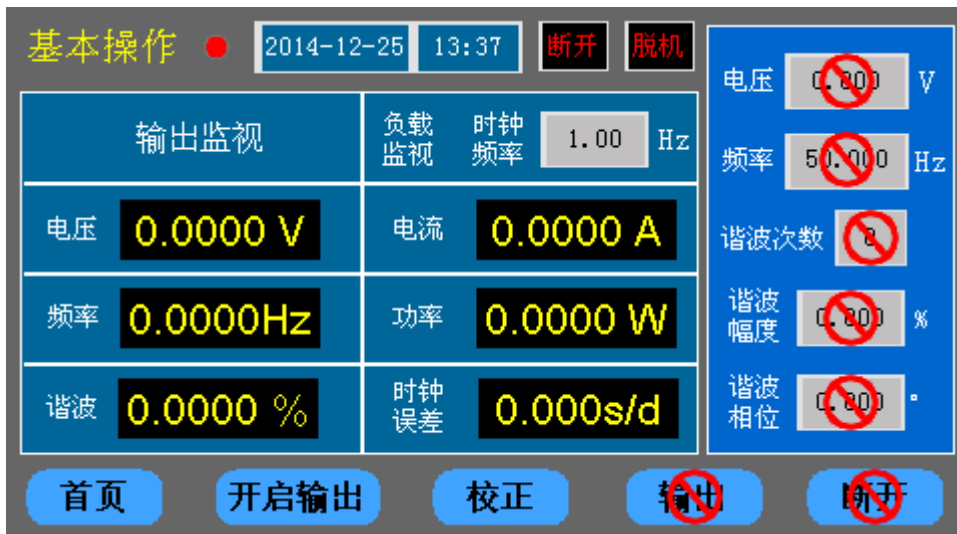 基本操作 2014-12-25 13:37 断开 脱机
输出监视
负载监视 时钟频率 1.00 Hz
电压 0.0000 V
电流 0.0000 A
频率 0.0000Hz
功率 0.0000 W
谐波 0.0000 %
时钟误差 0.000s/d
电压 V
频率 Hz
谐波次数
谐波幅度 %
谐波相位 °
首页 开启输出 校正 输出 断开